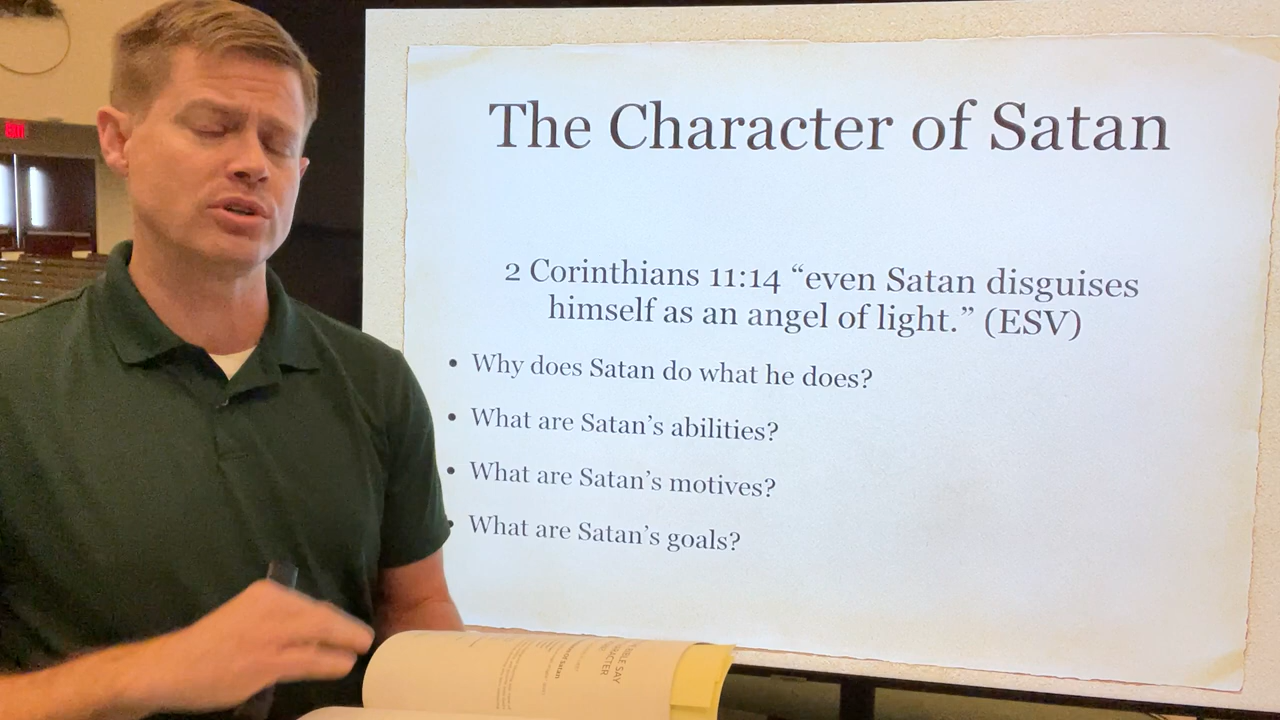 EXIT
The Character of Satan
2 Corinthians 11:14 “even Satan disguises
himself as an angel of light.” (ESV)
• Why does Satan do what he does?
• What are Satan’s abilities?
• What are Satan’s motives?
• What are Satan’s goals?
BIBLE SAY